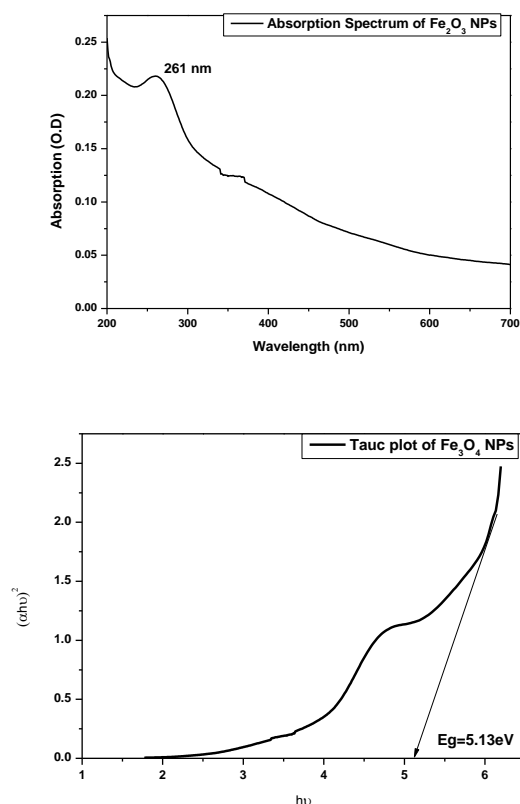 Absorption Spectrum of Fe₂O₃ NPs
261 nm
0.25
0.20
0.15
0.10
0.05
0.00
Absorption (O.D)
200 300 400 500 600 700
Wavelength (nm)
Tauc plot of Fe₃O₄ NPs
2.5
2.0
1.5
1.0
0.5
0.0
(αhυ)²
Eg=5.13eV
1 2 3 4 5 6
hυ